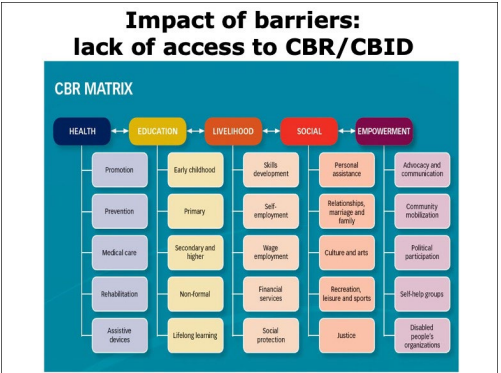 Impact of barriers:
lack of access to CBR/CBID
CBR MATRIX
HEALTH
EDUCATION
LIVELIHOOD
SOCIAL
EMPOWERMENT
Promotion
Early childhood
Skills
development
Personal
assistance
Advocacy and
communication
Prevention
Primary
Self-
employment
Relationships,
marriage and
family
Community
mobilization
Medical care
Secondary and
higher
Wage
employment
Culture and arts
Political
participation
Rehabilitation
Non-formal
Financial
services
Recreation,
leisure and sports
Self-help groups
Assistive
devices
Lifelong learning
Social
protection
Justice
Disabled
people's
organizations